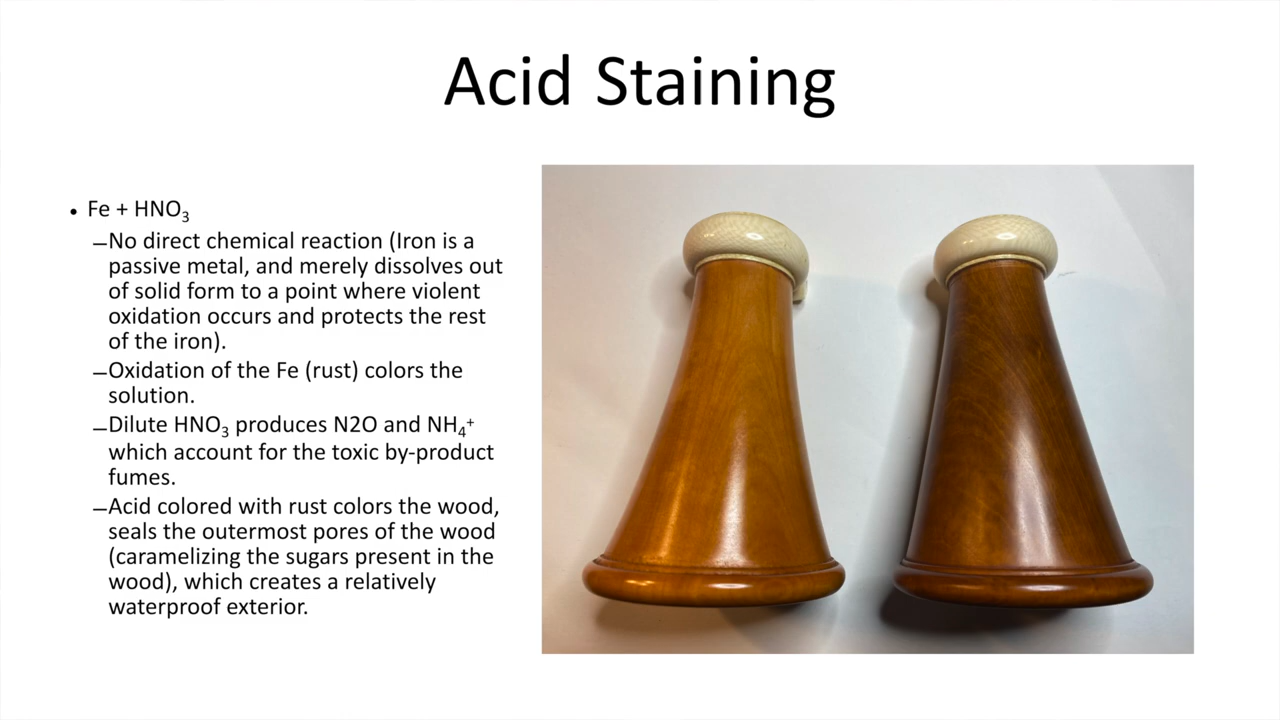 Acid Staining
• Fe + HNO₃
–No direct chemical reaction (Iron is a
passive metal, and merely dissolves out
of solid form to a point where violent
oxidation occurs and protects the rest
of the iron).
–Oxidation of the Fe (rust) colors the
solution.
–Dilute HNO₃ produces N2O and NH₄⁺
which account for the toxic by-product
fumes.
–Acid colored with rust colors the wood,
seals the outermost pores of the wood
(caramelizing the sugars present in the
wood), which creates a relatively
waterproof exterior.